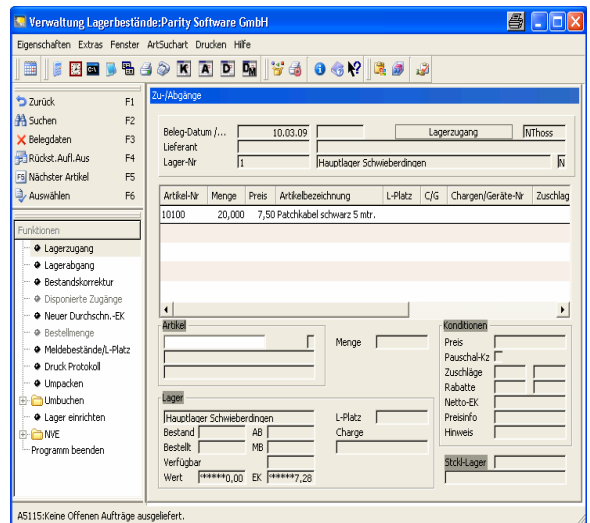 Verwaltung Lagerbestände:Parity Software GmbH
Eigenschaften Extras Fenster ArtSuchart Drucken Hilfe
K A D DM
Zurück F1
Suchen F2
Belegdaten F3
Rückst.Aufl.Aus F4
F5 Nächster Artikel F5
Auswählen F6
Funktionen
Lagerzugang
Lagerabgang
Bestandskorrektur
Disponierte Zugänge
Neuer Durchschn.-EK
Bestellmenge
Meldebestände/L-Platz
Druck Protokoll
Umpacken
Umbuchen
Lager einrichten
NVE
Programm beenden
Zu-/Abgänge
Beleg-Datum /... 10.03.09 Lagerzugang NThoss
Lieferant
Lager-Nr 1 Hauptlager Schwieberdingen N
Artikel-Nr Menge Preis Artikelbezeichnung L-Platz C/G Chargen/Geräte-Nr Zuschlag
10100 20,000 7,50 Patchkabel schwarz 5 mtr.
Artikel
Menge
Konditionen
Preis
Pauschal-Kz
Zuschläge
Rabatte
Netto-EK
Preisinfo
Hinweis
Lager
Hauptlager Schwieberdingen L-Platz
Bestand AB Charge
Bestellt MB
Verfügbar
Wert ******0,00 EK ******7,28
Stckl-Lager
A5115:Keine Offenen Aufträge ausgeliefert.